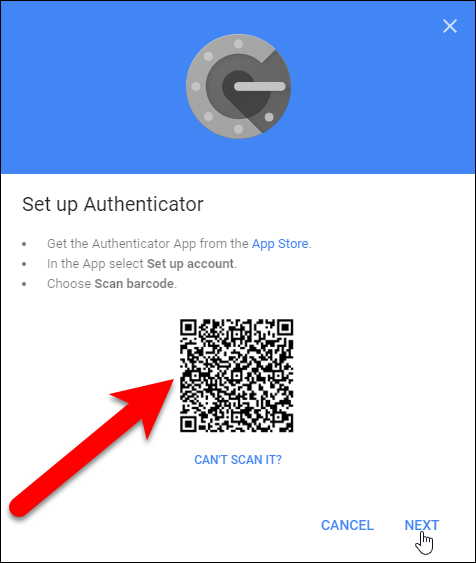 Set up Authenticator
Get the Authenticator App from the App Store.
In the App select Set up account.
Choose Scan barcode.
CAN'T SCAN IT?
CANCEL NEXT